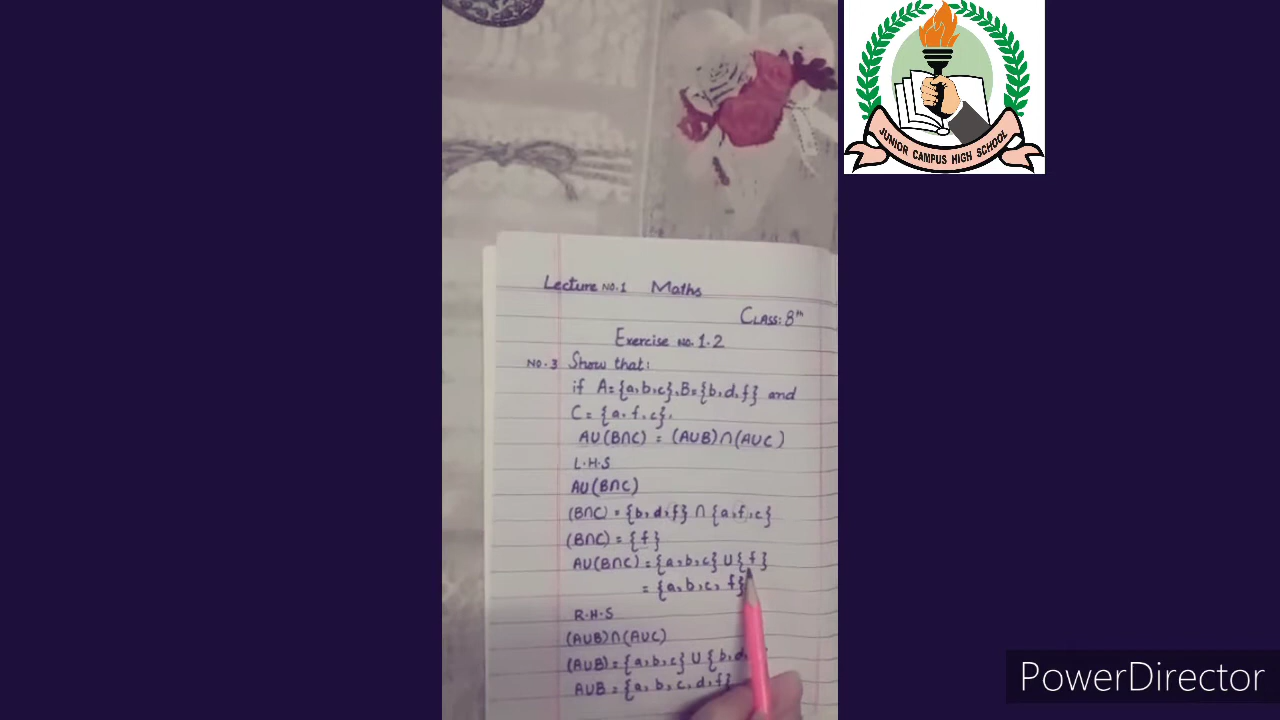 JUNIOR CAMPUS HIGH SCHOOL
Lecture NO.1 Maths
CLASS: 8th
Exercise NO. 1.2
NO.3 Show that:
if A={a,b,c},B={b,d,f} and
C={a,f,c}.
AU(B∩C) = (AUB)∩(AUC)
L.H.S
AU(B∩C)
(B∩C) = {b,d,f} ∩ {a,f,c}
(B∩C) = {f}
AU(B∩C) = {a,b,c} U {f}
= {a,b,c,f}
R.H.S
(AUB)∩(AUC)
(AUB) = {a,b,c} U {b,d,
AUB = {a,b,c,d,f}
PowerDirector